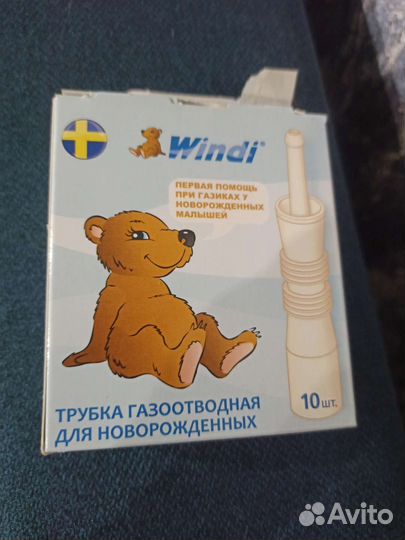 Windi®
ПЕРВАЯ ПОМОЩЬ
ПРИ ГАЗИКАХ У
НОВОРОЖДЕННЫХ
МАЛЫШЕЙ
10 шт.
ТРУБКА ГАЗООТВОДНАЯ
ДЛЯ НОВОРОЖДЕННЫХ
Avito